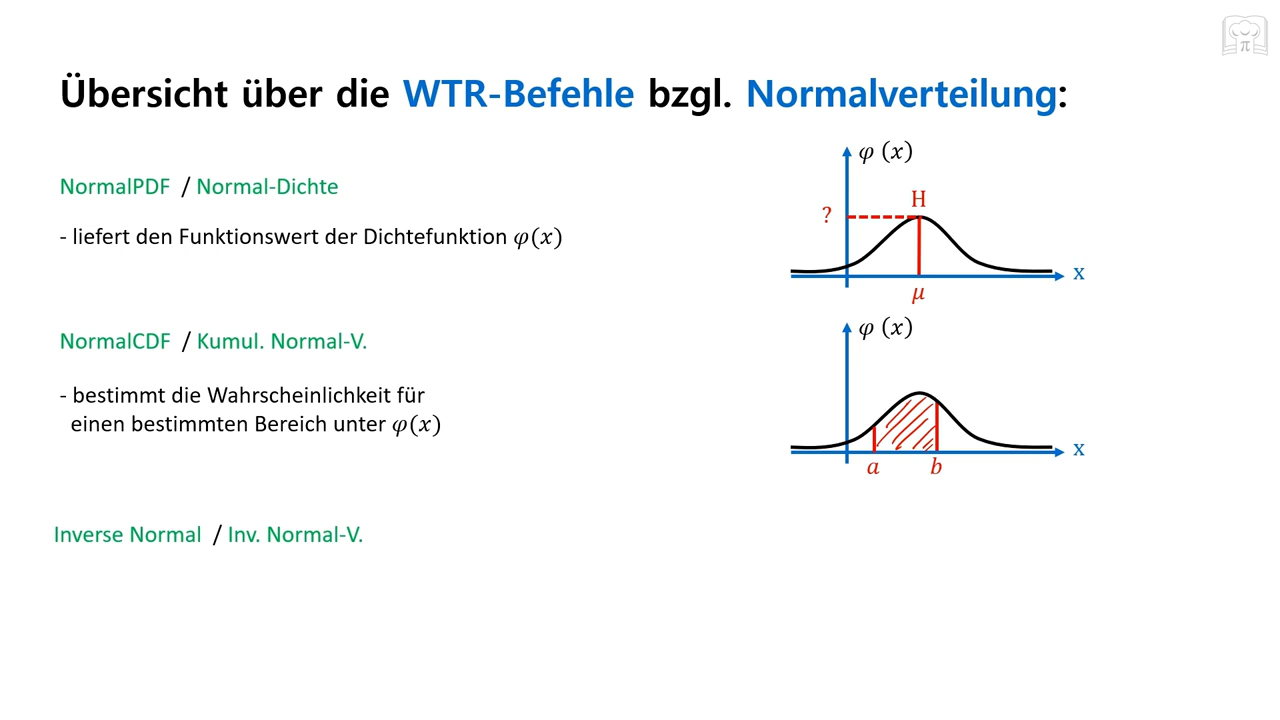 Übersicht über die WTR-Befehle bzgl. Normalverteilung:
NormalPDF / Normal-Dichte
- liefert den Funktionswert der Dichtefunktion φ(x)
φ (x)
H
?
x
μ
NormalCDF / Kumul. Normal-V.
- bestimmt die Wahrscheinlichkeit für
einen bestimmten Bereich unter φ(x)
φ (x)
x
a b
Inverse Normal / Inv. Normal-V.
π